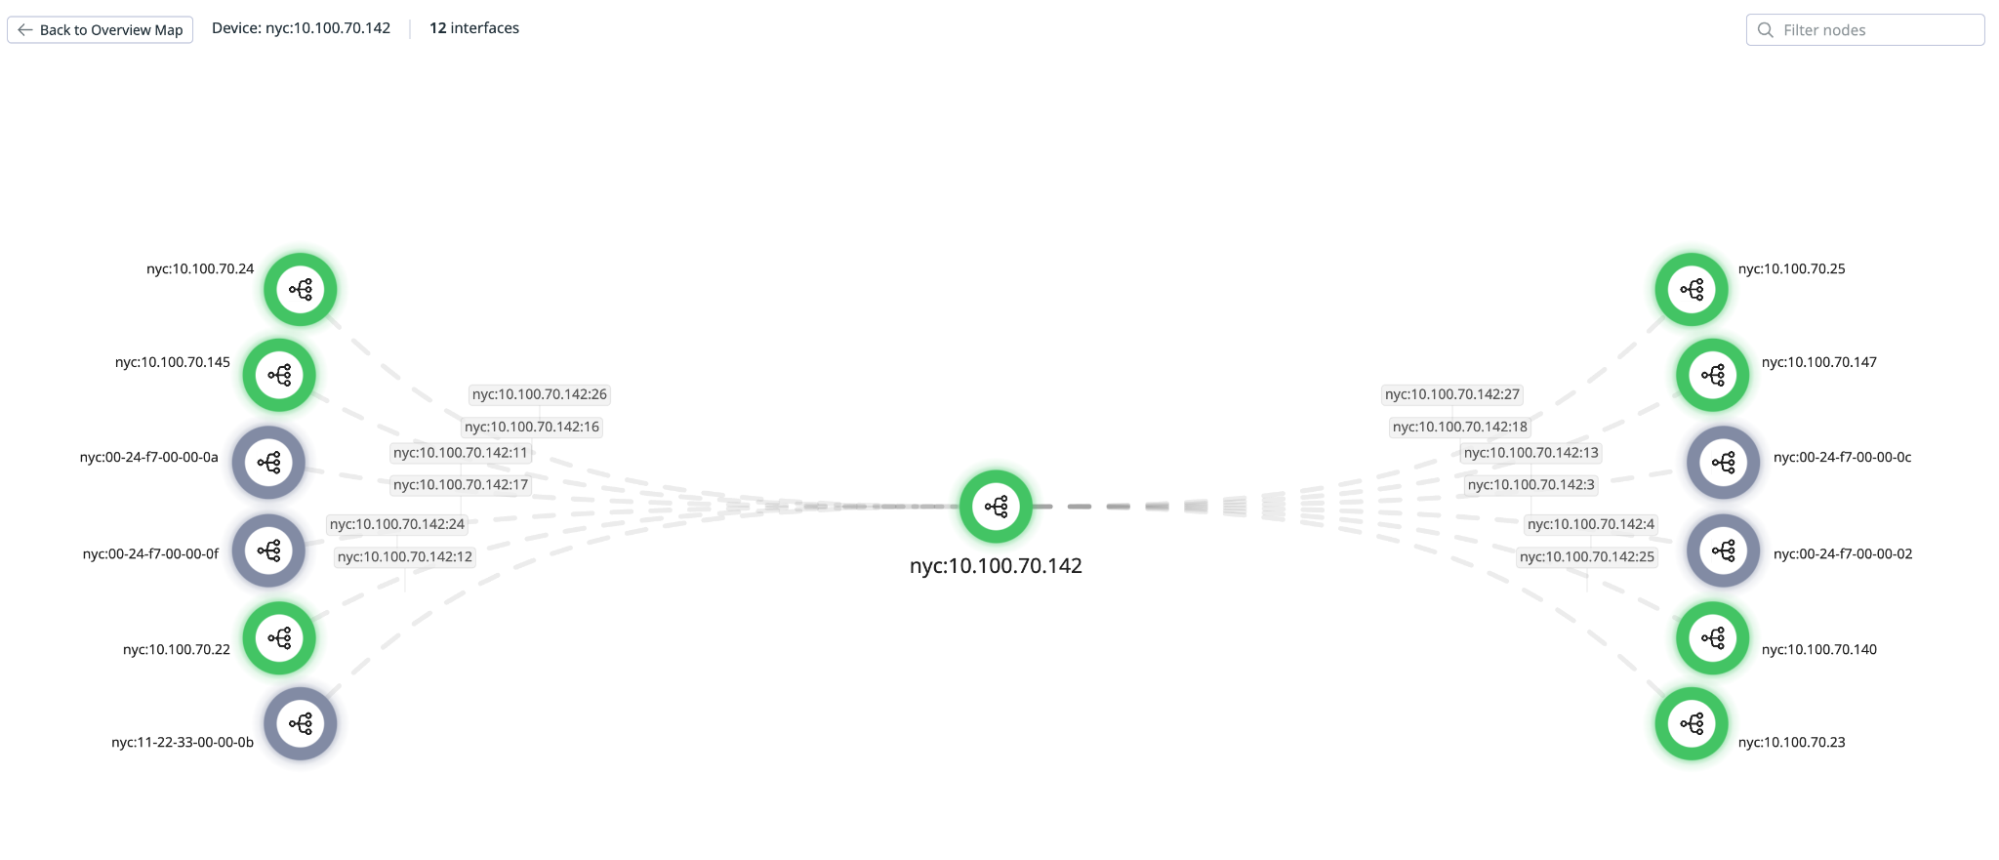 Back to Overview Map
Device: nyc:10.100.70.142
12 interfaces
Filter nodes
nyc:10.100.70.24
nyc:10.100.70.145
nyc:00-24-f7-00-00-0a
nyc:00-24-f7-00-00-0f
nyc:10.100.70.22
nyc:11-22-33-00-00-0b
nyc:10.100.70.142:26
nyc:10.100.70.142:16
nyc:10.100.70.142:11
nyc:10.100.70.142:17
nyc:10.100.70.142:24
nyc:10.100.70.142:12
nyc:10.100.70.142
nyc:10.100.70.142:27
nyc:10.100.70.142:18
nyc:10.100.70.142:13
nyc:10.100.70.142:3
nyc:10.100.70.142:4
nyc:10.100.70.142:25
nyc:10.100.70.25
nyc:10.100.70.147
nyc:00-24-f7-00-00-0c
nyc:00-24-f7-00-00-02
nyc:10.100.70.140
nyc:10.100.70.23